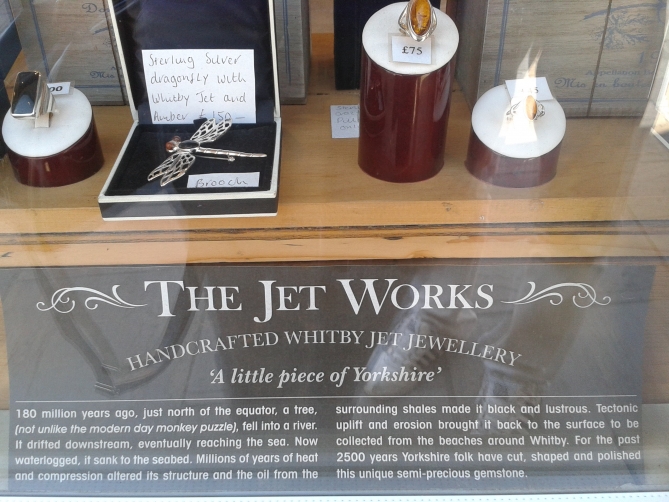 £75
Sterling Silver
dragonfly with
Whitby Jet and
Amber £150—
Brooch
THE JET WORKS
HANDCRAFTED WHITBY JET JEWELLERY
'A little piece of Yorkshire'
180 million years ago, just north of the equator, a tree,
(not unlike the modern day monkey puzzle), fell into a river.
It drifted downstream, eventually reaching the sea. Now
waterlogged, it sank to the seabed. Millions of years of heat
and compression altered its structure and the oil from the
surrounding shales made it black and lustrous. Tectonic
uplift and erosion brought it back to the surface to be
collected from the beaches around Whitby. For the past
2500 years Yorkshire folk have cut, shaped and polished
this unique semi-precious gemstone.